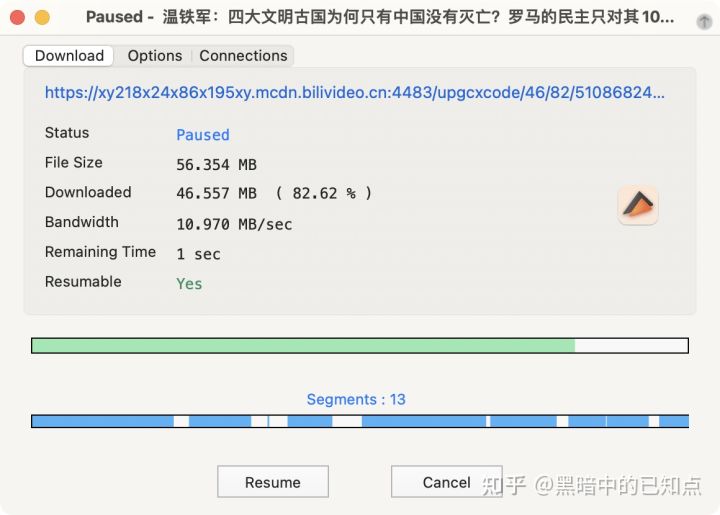 Paused - 温铁军：四大文明古国为何只有中国没有灭亡？罗马的民主只对其10...
Download Options Connections
https://xy218x24x86x195xy.mcdn.bilivideo.cn:4483/upgcxcode/46/82/51086824...
Status Paused
File Size 56.354 MB
Downloaded 46.557 MB ( 82.62 % )
Bandwidth 10.970 MB/sec
Remaining Time 1 sec
Resumable Yes
Segments : 13
Resume Cancel
知乎 @黑暗中的已知点